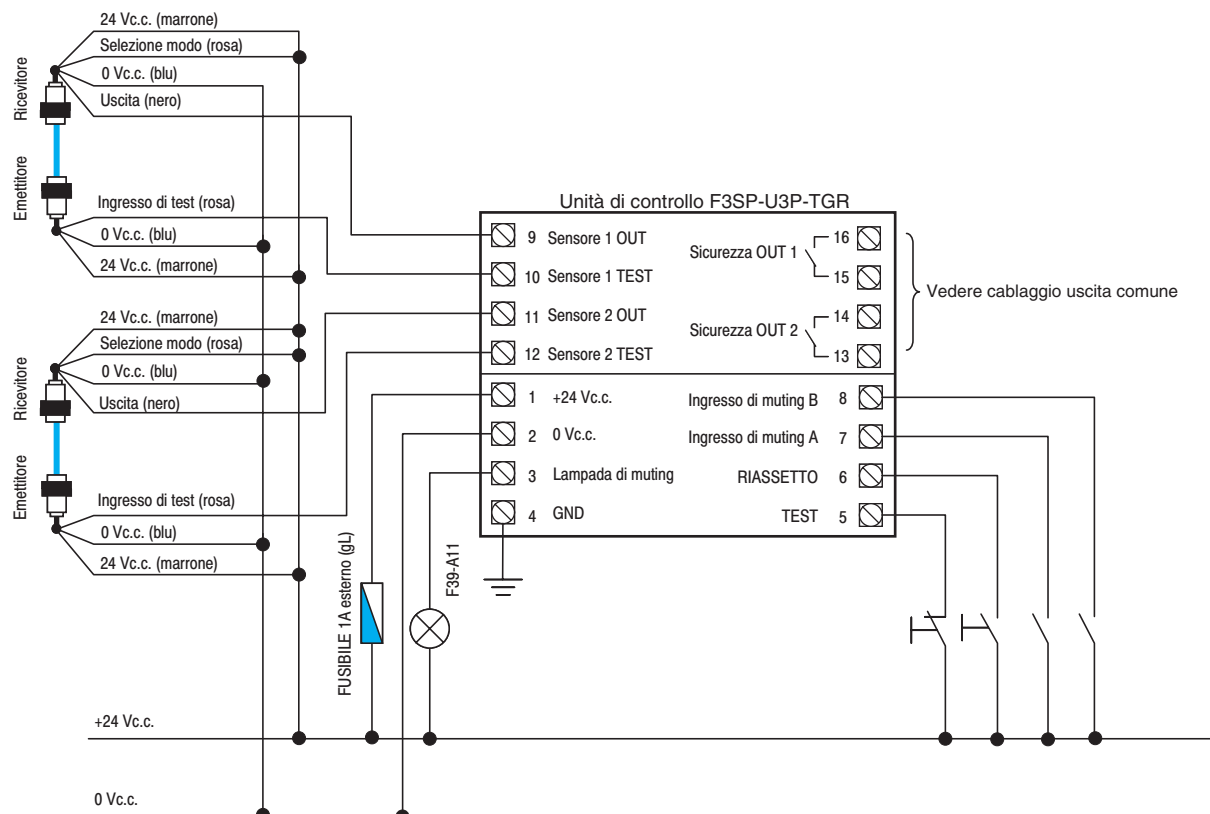 24 Vc.c. (marrone)
Selezione modo (rosa)
0 Vc.c. (blu)
Uscita (nero)
Ricevitore
Emettitore
Ingresso di test (rosa)
0 Vc.c. (blu)
24 Vc.c. (marrone)
24 Vc.c. (marrone)
Selezione modo (rosa)
0 Vc.c. (blu)
Uscita (nero)
Ricevitore
Emettitore
Ingresso di test (rosa)
0 Vc.c. (blu)
24 Vc.c. (marrone)
Unità di controllo F3SP-U3P-TGR
9 Sensore 1 OUT
10 Sensore 1 TEST
11 Sensore 2 OUT
12 Sensore 2 TEST
Sicurezza OUT 1
16
15
Sicurezza OUT 2
14
13
Vedere cablaggio uscita comune
1 +24 Vc.c.
2 0 Vc.c.
3 Lampada di muting
4 GND
Ingresso di muting B 8
Ingresso di muting A 7
RIASSETTO 6
TEST 5
FUSIBILE 1A esterno (gL)
F39-A11
+24 Vc.c.
0 Vc.c.